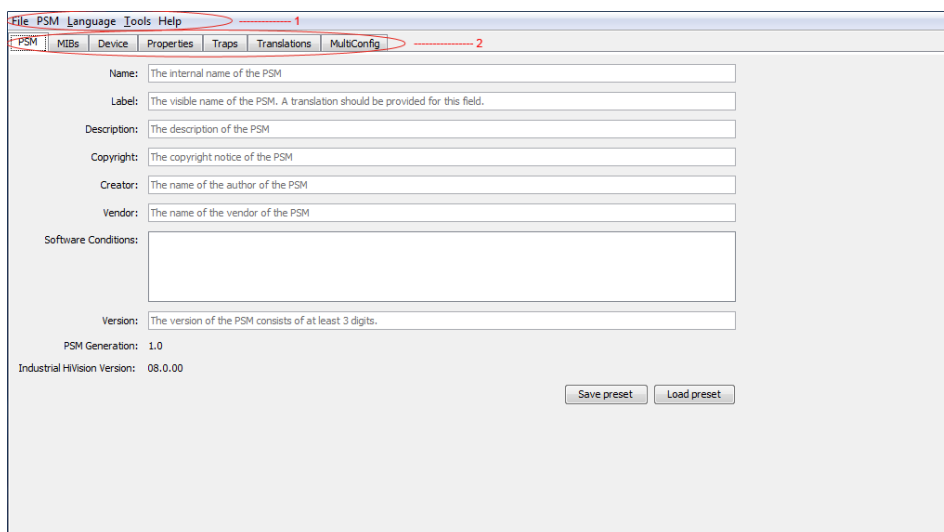 File PSM Language Tools Help -------------- 1
PSM MIBs Device Properties Traps Translations MultiConfig ---------------- 2
Name: The internal name of the PSM
Label: The visible name of the PSM. A translation should be provided for this field.
Description: The description of the PSM
Copyright: The copyright notice of the PSM
Creator: The name of the author of the PSM
Vendor: The name of the vendor of the PSM
Software Conditions:
Version: The version of the PSM consists of at least 3 digits.
PSM Generation: 1.0
Industrial HiVision Version: 08.0.00
Save preset Load preset